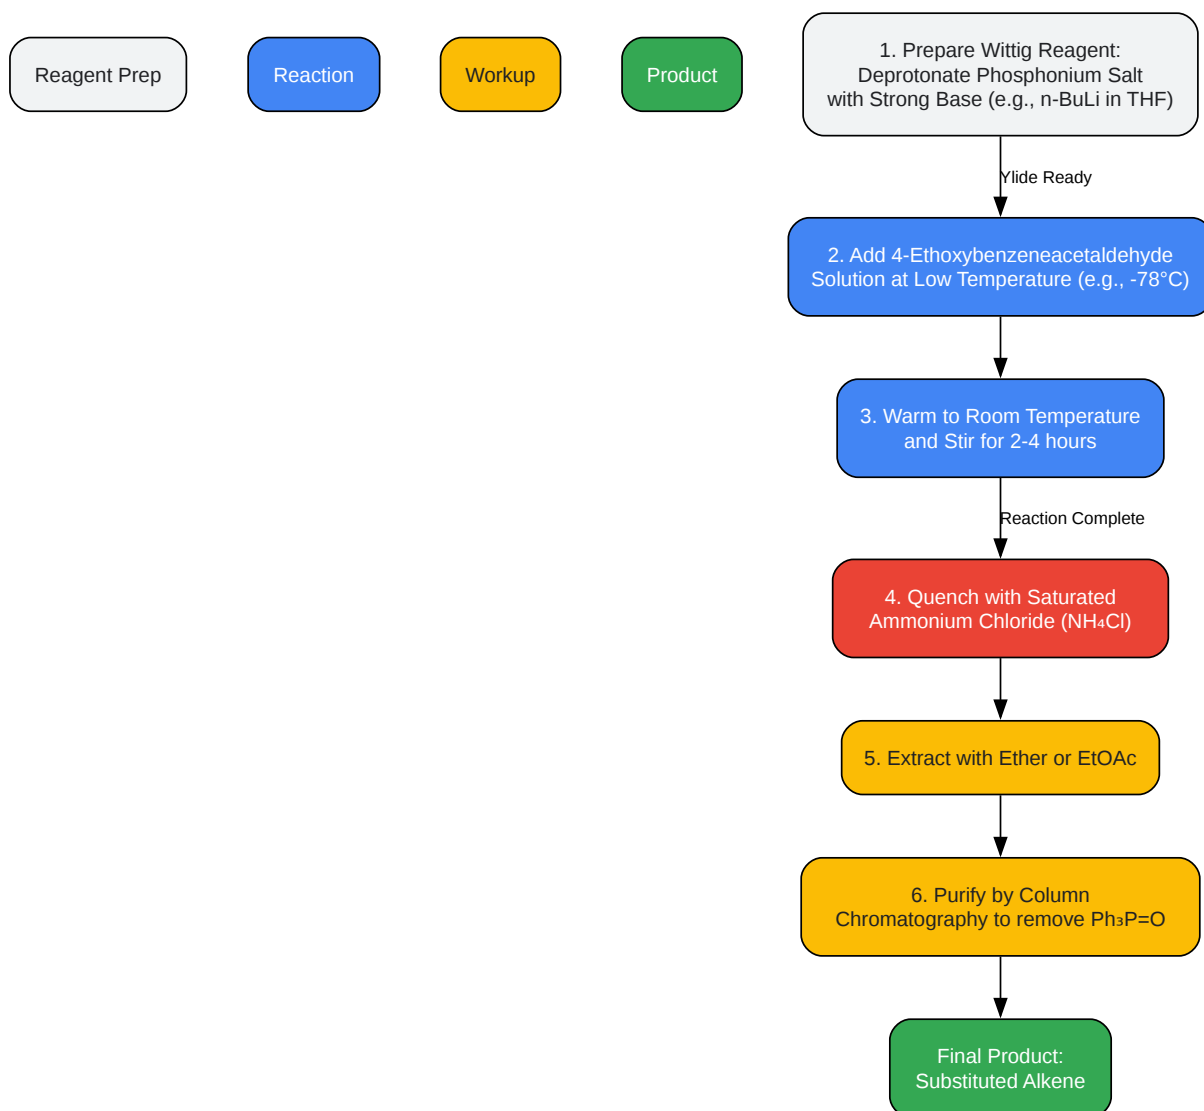 Reagent Prep
Reaction
Workup
Product
1. Prepare Wittig Reagent:
Deprotonate Phosphonium Salt
with Strong Base (e.g., n-BuLi in THF)
Ylide Ready
2. Add 4-Ethoxybenzeneacetaldehyde
Solution at Low Temperature (e.g., -78°C)
3. Warm to Room Temperature
and Stir for 2-4 hours
Reaction Complete
4. Quench with Saturated
Ammonium Chloride (NH₄Cl)
5. Extract with Ether or EtOAc
6. Purify by Column
Chromatography to remove Ph₃P=O
Final Product:
Substituted Alkene